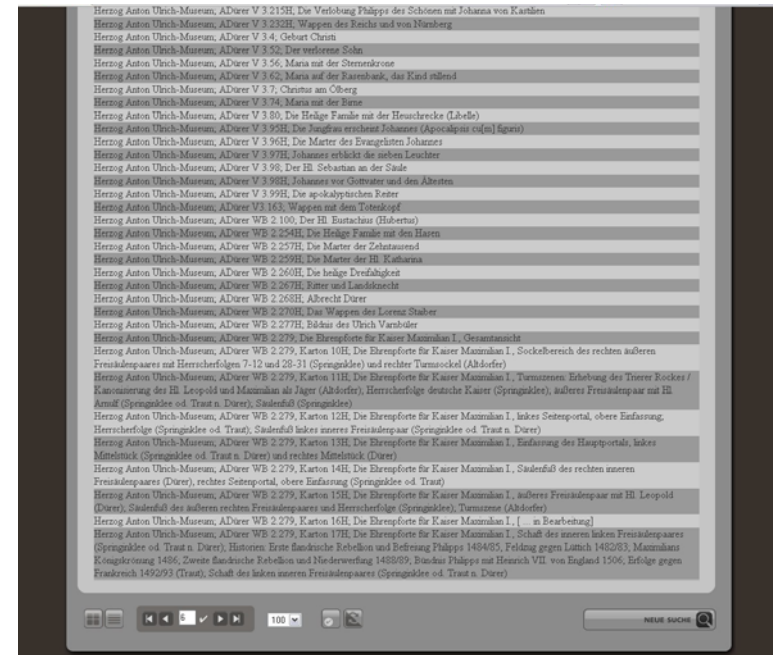 Herzog Anton Ulrich-Museum; ADürer V 3.215H; Die Verlobung Philipps des Schönen mit Johanna von Kastilien
Herzog Anton Ulrich-Museum; ADürer V 3.232H; Wappen des Reichs und von Nürnberg
Herzog Anton Ulrich-Museum; ADürer V 3.4; Geburt Christi
Herzog Anton Ulrich-Museum; ADürer V 3.52; Der verlorene Sohn
Herzog Anton Ulrich-Museum; ADürer V 3.56; Maria mit der Sternenkrone
Herzog Anton Ulrich-Museum; ADürer V 3.62; Maria auf der Rasenbank, das Kind stillend
Herzog Anton Ulrich-Museum; ADürer V 3.7; Christus am Ölberg
Herzog Anton Ulrich-Museum; ADürer V 3.74; Maria mit der Birne
Herzog Anton Ulrich-Museum; ADürer V 3.80; Die Heilige Familie mit der Heuschrecke (Libelle)
Herzog Anton Ulrich-Museum; ADürer V 3.95H; Die Jungfrau erscheint Johannes (Apocalipsis cu[m] figuris)
Herzog Anton Ulrich-Museum; ADürer V 3.96H; Die Marter des Evangelisten Johannes
Herzog Anton Ulrich-Museum; ADürer V 3.97H; Johannes erblickt die sieben Leuchter
Herzog Anton Ulrich-Museum; ADürer V 3.98; Der Hl. Sebastian an der Säule
Herzog Anton Ulrich-Museum; ADürer V 3.98H; Johannes vor Gottvater und den Ältesten
Herzog Anton Ulrich-Museum; ADürer V 3.99H; Die apokalyptischen Reiter
Herzog Anton Ulrich-Museum; ADürer V3.163; Wappen mit dem Totenkopf
Herzog Anton Ulrich-Museum; ADürer WB 2.100; Der Hl. Eustachius (Hubertus)
Herzog Anton Ulrich-Museum; ADürer WB 2.254H; Die Heilige Familie mit den Hasen
Herzog Anton Ulrich-Museum; ADürer WB 2.257H; Die Marter der Zehntausend
Herzog Anton Ulrich-Museum; ADürer WB 2.259H; Die Marter der Hl. Katharina
Herzog Anton Ulrich-Museum; ADürer WB 2.260H; Die heilige Dreifaltigkeit
Herzog Anton Ulrich-Museum; ADürer WB 2.267H; Ritter und Landsknecht
Herzog Anton Ulrich-Museum; ADürer WB 2.268H; Albrecht Dürer
Herzog Anton Ulrich-Museum; ADürer WB 2.270H; Das Wappen des Lorenz Staiber
Herzog Anton Ulrich-Museum; ADürer WB 2.277H; Bildnis des Ulrich Varnbüler
Herzog Anton Ulrich-Museum; ADürer WB 2.279; Die Ehrenpforte für Kaiser Maximilian I., Gesamtansicht
Herzog Anton Ulrich-Museum; ADürer WB 2.279, Karton 10H; Die Ehrenpforte für Kaiser Maximilian I., Sockelbereich des rechten äußeren
Freisäulenpaares mit Herrscherfolgen 7-12 und 28-31 (Springinklee) und rechter Turmsockel (Altdorfer)
Herzog Anton Ulrich-Museum; ADürer WB 2.279, Karton 11H; Die Ehrenpforte für Kaiser Maximilian I., Turmszenen: Erhebung des Trierer Rockes /
Kanonisierung des Hl. Leopold und Maximilian als Jäger (Altdorfer); Herrscherfolge deutsche Kaiser (Springinklee); äußeres Freisäulenpaar mit Hl.
Arnulf (Springinklee od. Traut n. Dürer); Säulenfuß (Springinklee)
Herzog Anton Ulrich-Museum; ADürer WB 2.279, Karton 12H; Die Ehrenpforte für Kaiser Maximilian I., linkes Seitenportal, obere Einfassung,
Herrscherfolge (Springinklee od. Traut); Säulenfuß linkes inneres Freisäulenpaar (Springinklee od. Traut n. Dürer)
Herzog Anton Ulrich-Museum; ADürer WB 2.279, Karton 13H; Die Ehrenpforte für Kaiser Maximilian I., Einfassung des Hauptportals, linkes
Mittelstück (Springinklee od. Traut n. Dürer) und rechtes Mittelstück (Dürer)
Herzog Anton Ulrich-Museum; ADürer WB 2.279, Karton 14H; Die Ehrenpforte für Kaiser Maximilian I., Säulenfuß des rechten inneren
Freisäulenpaares (Dürer), rechtes Seitenportal, obere Einfassung (Springinklee od. Traut)
Herzog Anton Ulrich-Museum; ADürer WB 2.279, Karton 15H; Die Ehrenpforte für Kaiser Maximilian I., äußeres Freisäulenpaar mit Hl. Leopold
(Dürer); Säulenfuß des äußeren rechten Freisäulenpaares und Herrscherfolge (Springinklee); Turmszene (Altdorfer)
Herzog Anton Ulrich-Museum; ADürer WB 2.279, Karton 16H; Die Ehrenpforte für Kaiser Maximilian I., [ ... in Bearbeitung]
Herzog Anton Ulrich-Museum; ADürer WB 2.279, Karton 17H; Die Ehrenpforte für Kaiser Maximilian I., Schaft des inneren linken Freisäulenpaares
(Springinklee od. Traut n. Dürer); Historien: Erste flandrische Rebellion und Befreiung Philipps 1484/85, Feldzug gegen Lüttich 1482/83; Maximilians
Königskrönung 1486; Zweite flandrische Rebellion und Niederwerfung 1488/89; Bündnis Philipps mit Heinrich VII. von England 1506; Erfolge gegen
Frankreich 1492/93 (Traut); Schaft des linken inneren Freisäulenpaares (Springinklee od. Traut n. Dürer)
6 100 NEUE SUCHE